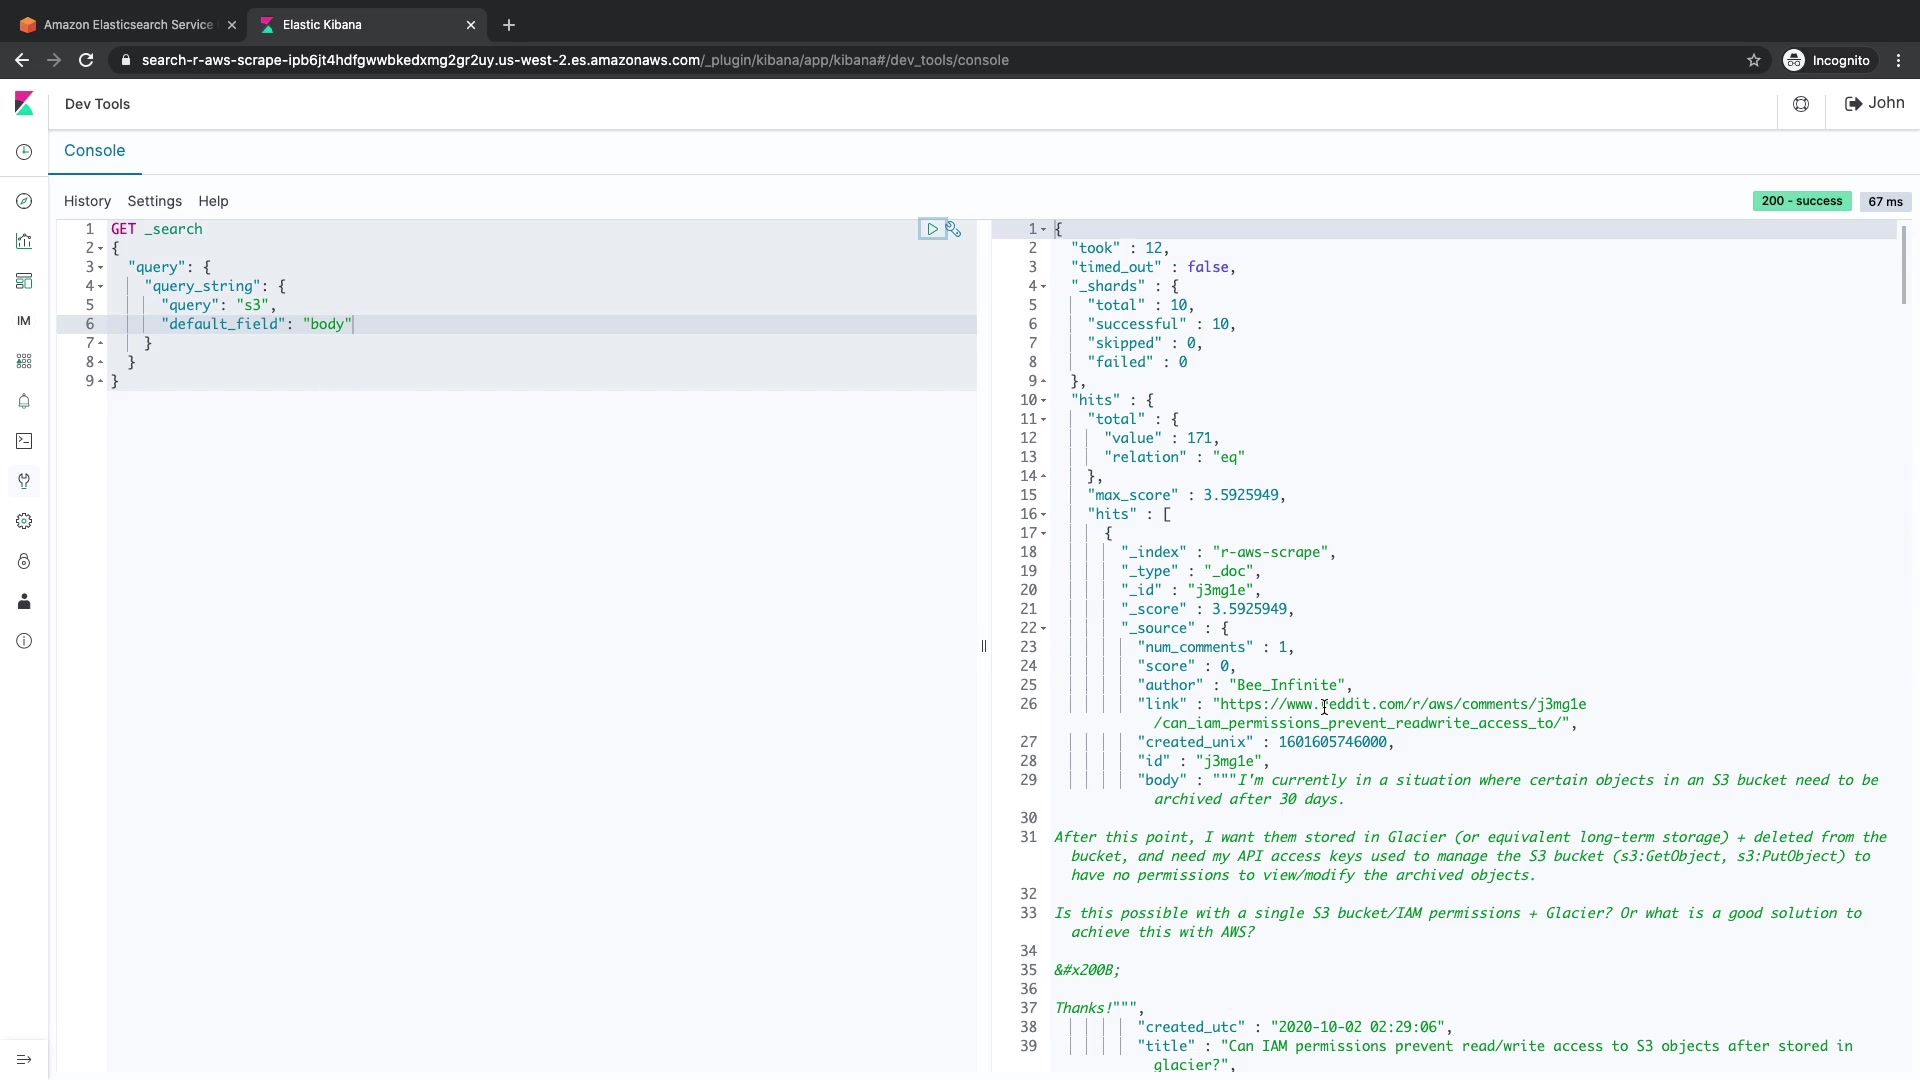 Amazon Elasticsearch Service
Elastic Kibana
search-r-aws-scrape-ipb6jt4hdfgwwbkedxmg2gr2uy.us-west-2.es.amazonaws.com/_plugin/kibana/app/kibana#/dev_tools/console
Incognito
Dev Tools
John
Console
History Settings Help
200 - success 67 ms
IM
1 GET _search
2 {
3 "query": {
4 "query_string": {
5 "query": "s3",
6 "default_field": "body"
7 }
8 }
9 }
1 {
2 "took" : 12,
3 "timed_out" : false,
4 "_shards" : {
5 "total" : 10,
6 "successful" : 10,
7 "skipped" : 0,
8 "failed" : 0
9 },
10 "hits" : {
11 "total" : {
12 "value" : 171,
13 "relation" : "eq"
14 },
15 "max_score" : 3.5925949,
16 "hits" : [
17 {
18 "_index" : "r-aws-scrape",
19 "_type" : "_doc",
20 "_id" : "j3mg1e",
21 "_score" : 3.5925949,
22 "_source" : {
23 "num_comments" : 1,
24 "score" : 0,
25 "author" : "Bee_Infinite",
26 "link" : "https://www.reddit.com/r/aws/comments/j3mg1e
/can_iam_permissions_prevent_readwrite_access_to/",
27 "created_unix" : 1601605746000,
28 "id" : "j3mg1e",
29 "body" : """I'm currently in a situation where certain objects in an S3 bucket need to be
archived after 30 days.
30
31 After this point, I want them stored in Glacier (or equivalent long-term storage) + deleted from the
bucket, and need my API access keys used to manage the S3 bucket (s3:GetObject, s3:PutObject) to
have no permissions to view/modify the archived objects.
32
33 Is this possible with a single S3 bucket/IAM permissions + Glacier? Or what is a good solution to
achieve this with AWS?
34
35 &#x200B;
36
37 Thanks!""",
38 "created_utc" : "2020-10-02 02:29:06",
39 "title" : "Can IAM permissions prevent read/write access to S3 objects after stored in
glacier?",